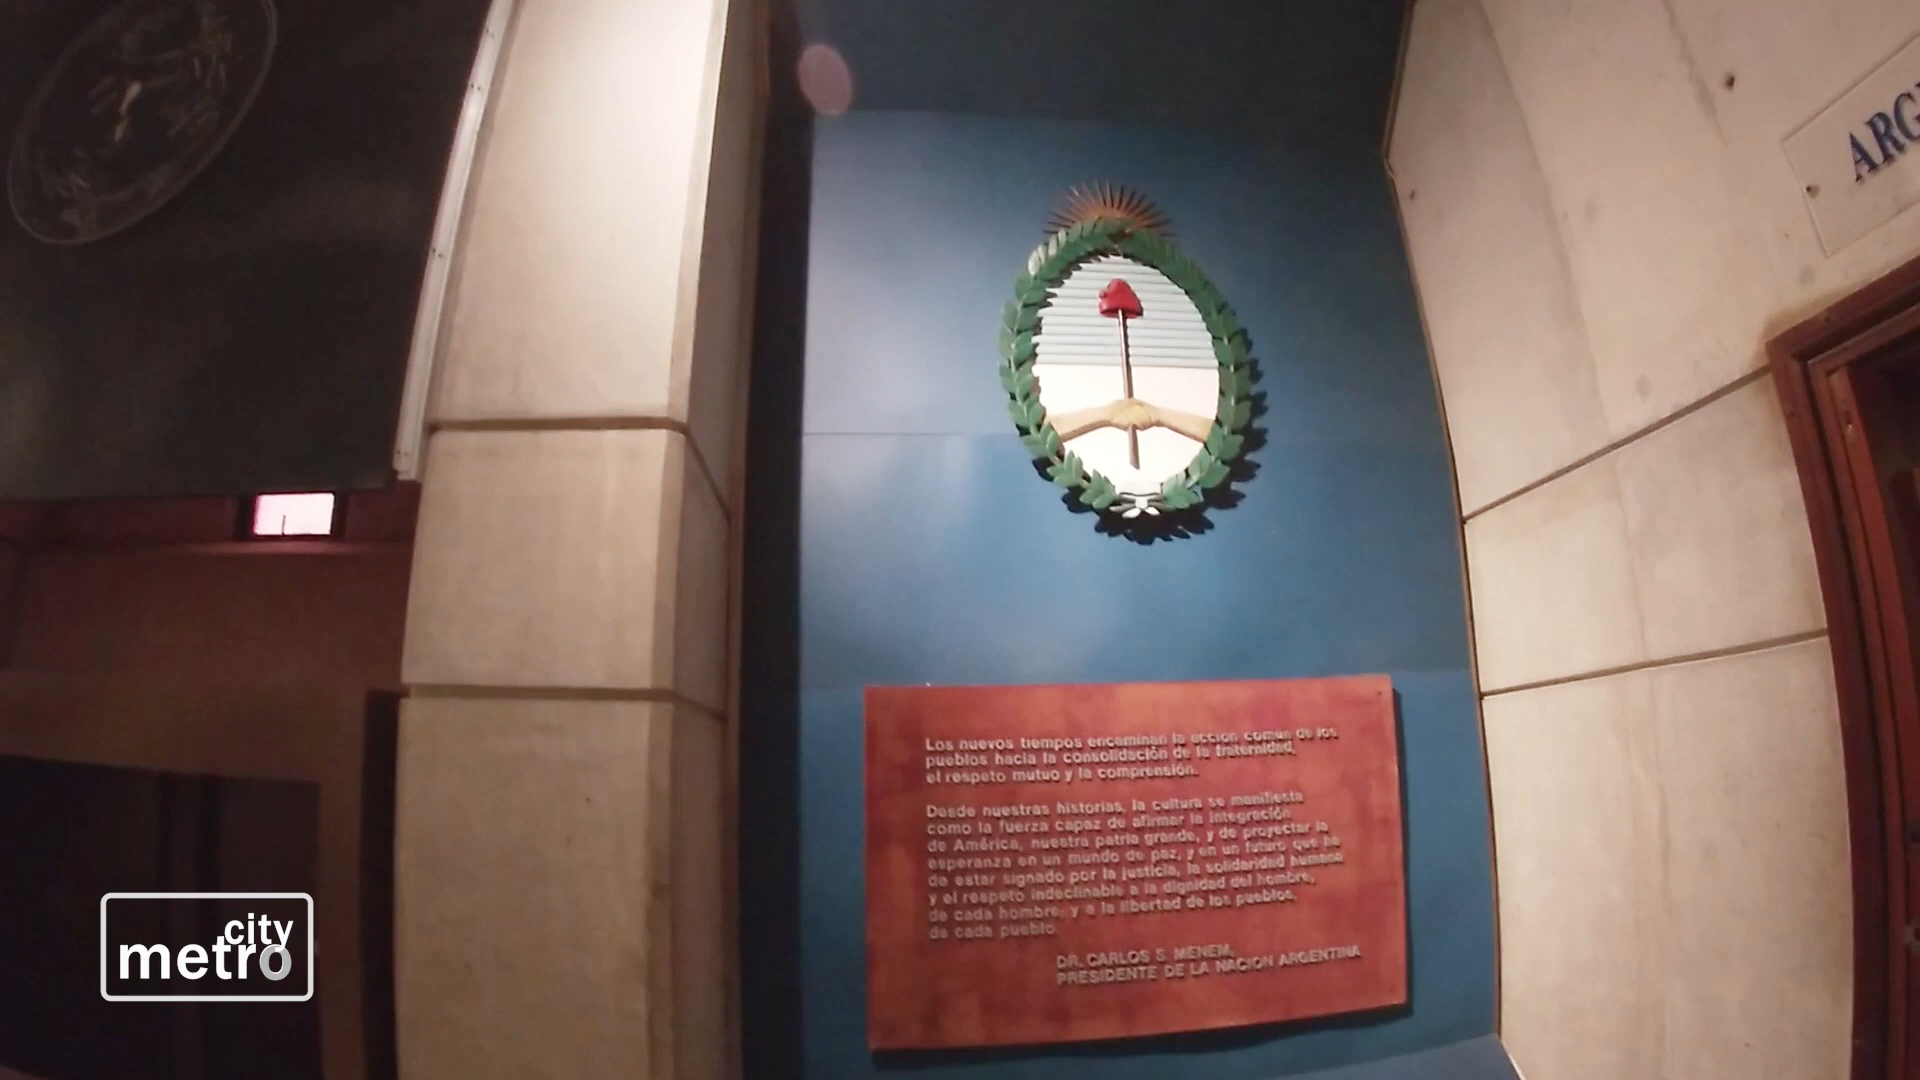 ARG
Los nuevos tiempos encaminan la acción común de los
pueblos hacia la consolidación de la fraternidad,
el respeto mutuo y la comprensión.
Desde nuestras historias, la cultura se manifiesta
como la fuerza capaz de afirmar la integración
de América, nuestra patria grande, y de proyectar la
esperanza en un mundo de paz, y en un futuro que ha
de estar signado por la justicia, la solidaridad humana
y el respeto indeclinable a la dignidad del hombre,
de cada hombre, y a la libertad de los pueblos,
de cada pueblo.
DR. CARLOS S. MENEM,
PRESIDENTE DE LA NACION ARGENTINA
city
metro